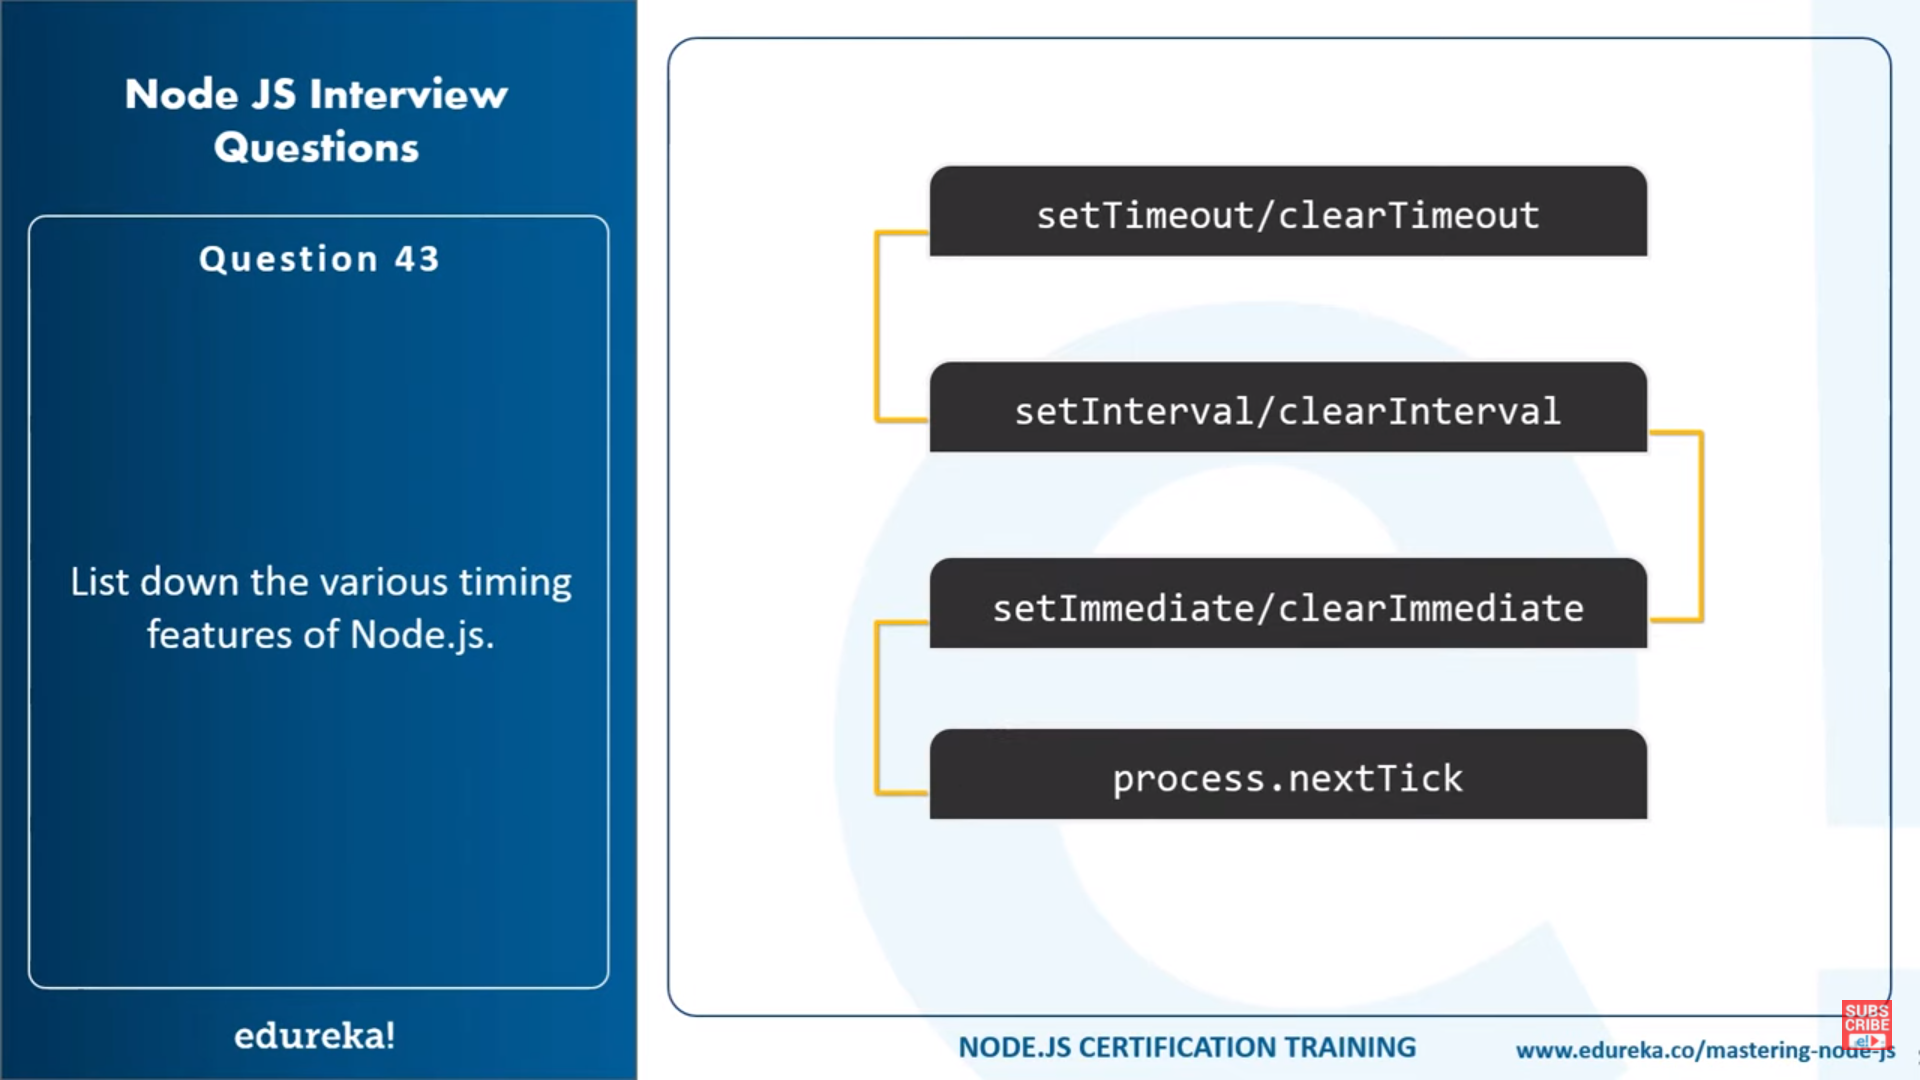 Node JS Interview
Questions
Question 43
List down the various timing
features of Node.js.
edureka!
setTimeout/clearTimeout
setInterval/clearInterval
setImmediate/clearImmediate
process.nextTick
NODE.JS CERTIFICATION TRAINING
www.edureka.co/mastering-node-js
SUBS
CRIBE
e!